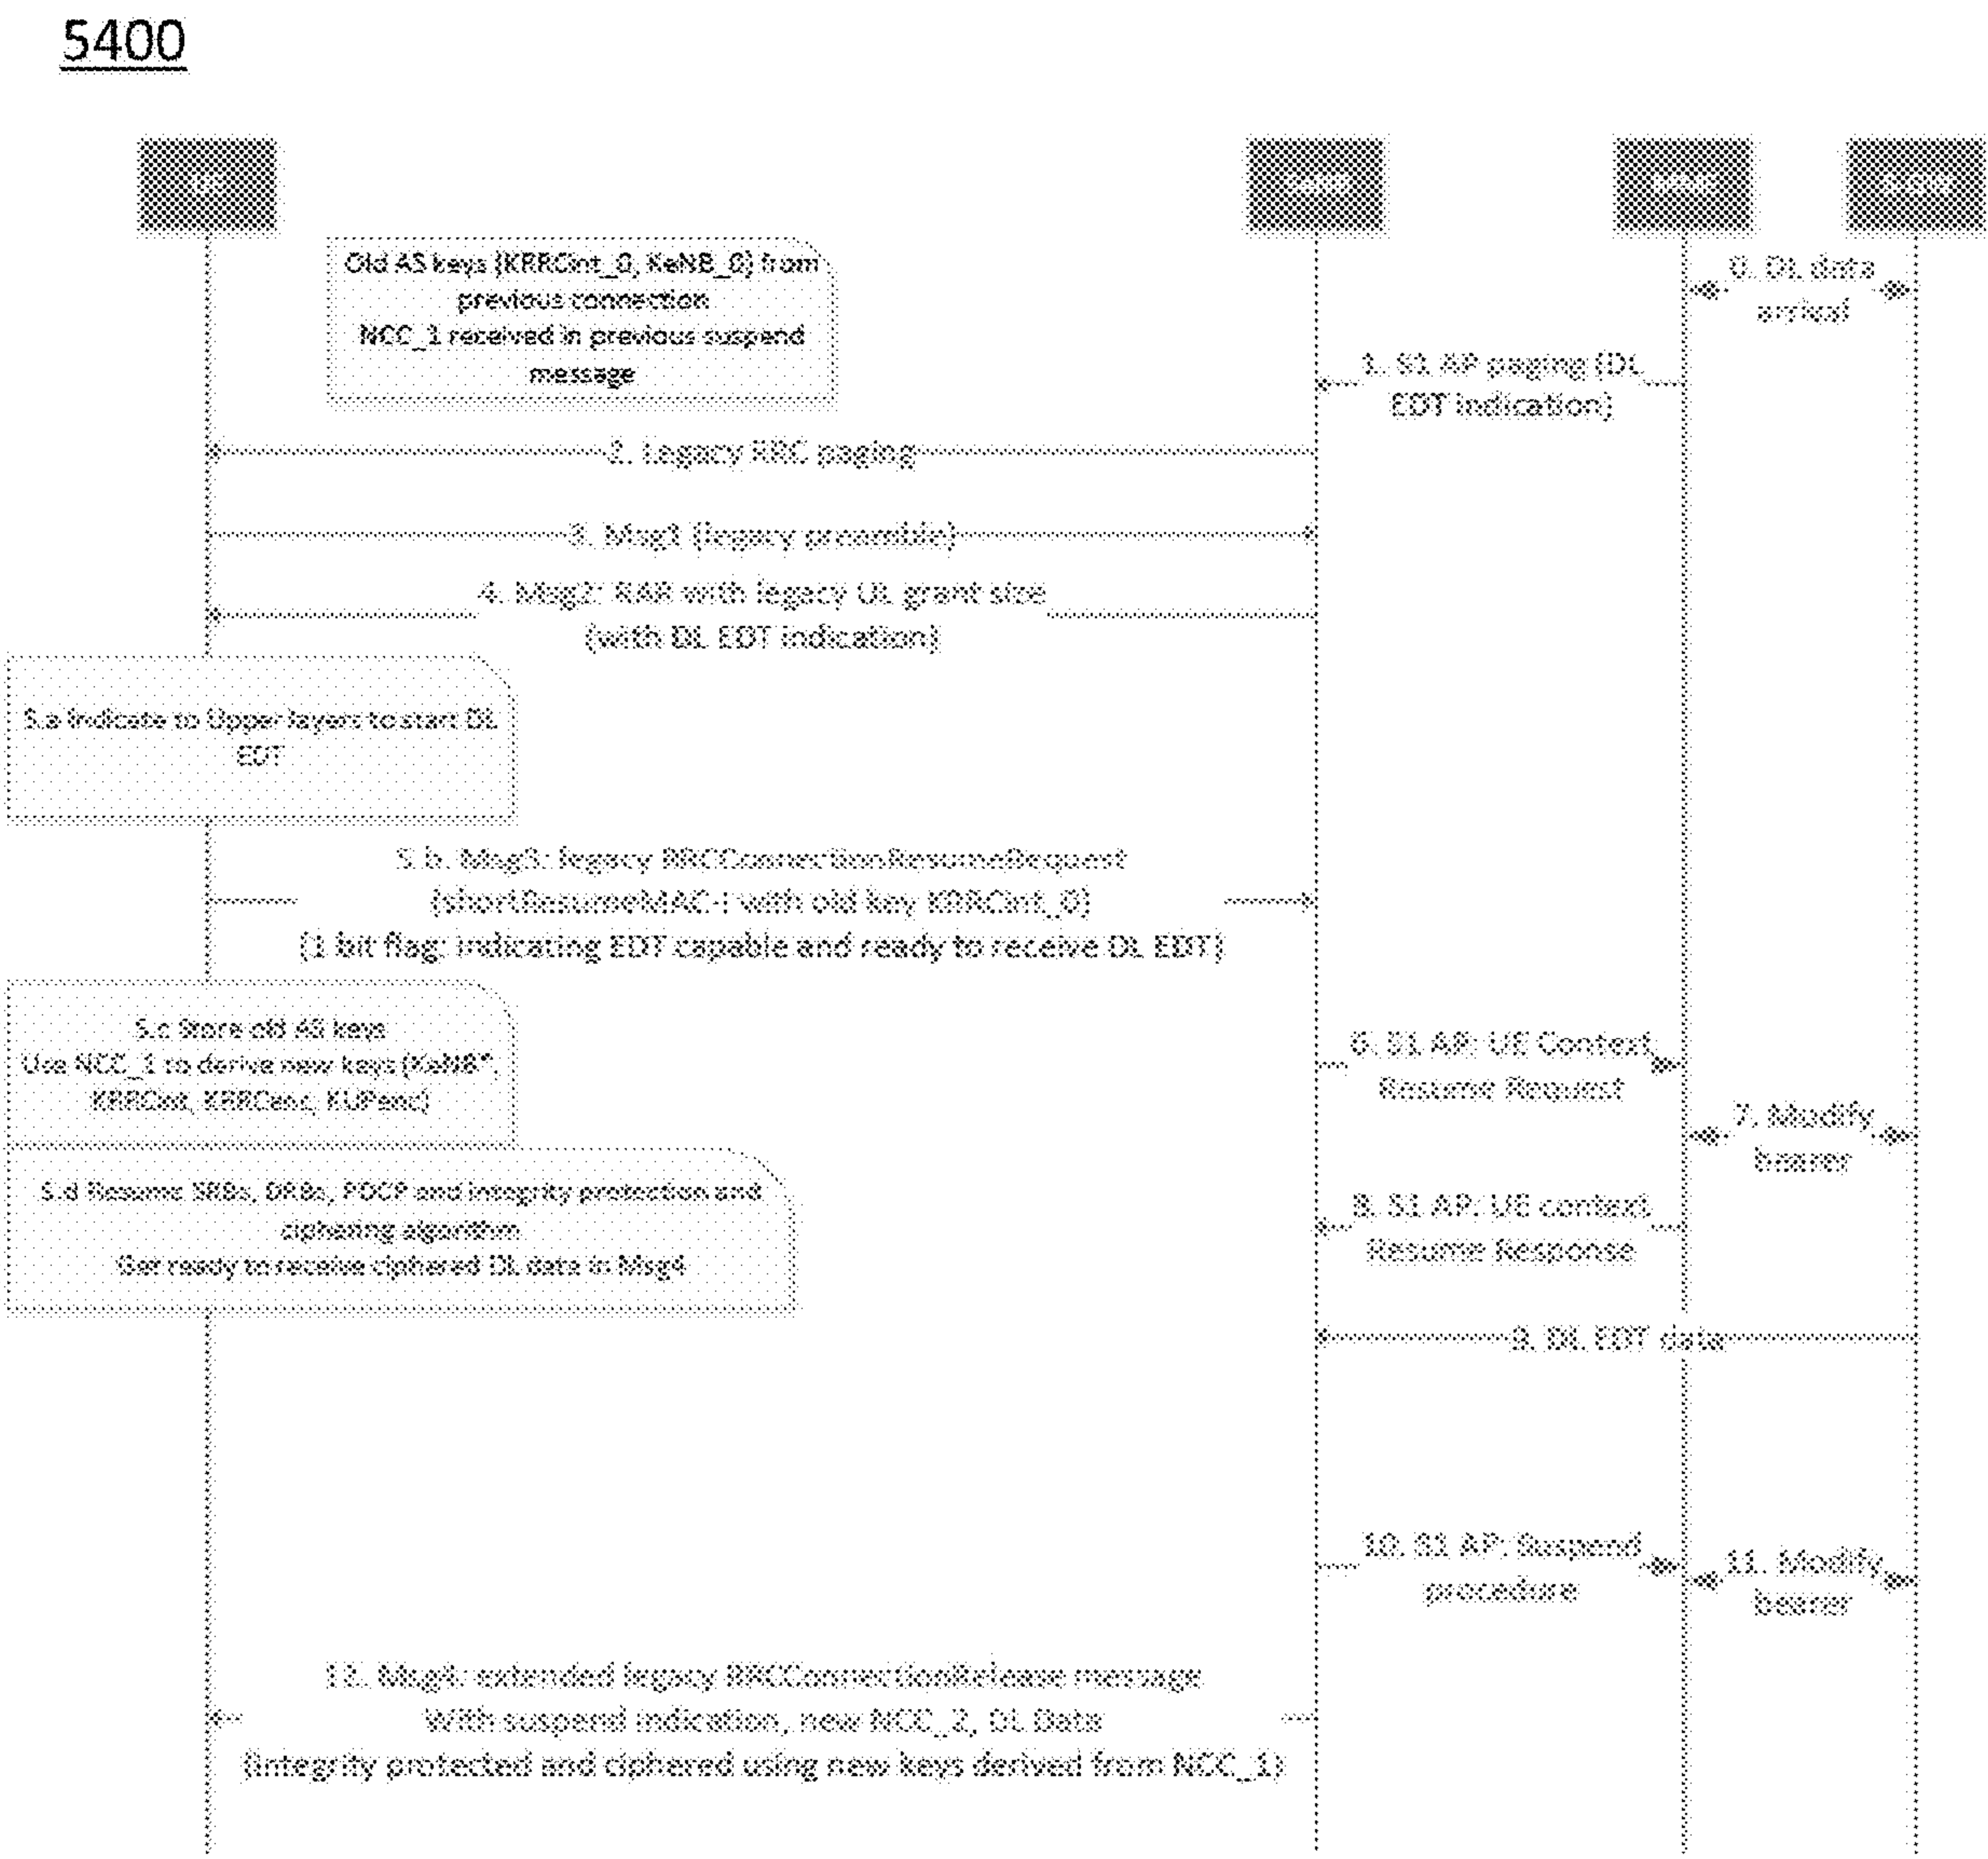 5400
UE
eNB
MME
S-GW
Old AS keys (KRRCint_0, KeNB_0) from
previous connection
NCC_1 received in previous suspend
message
0. DL data
arrival
1. S1 AP paging (DL
EDT indication)
2. Legacy RRC paging
3. Msg1 (legacy preamble)
4. Msg2: RAR with legacy UL grant size
(with DL EDT indication)
5.a Indicate to Upper layers to start DL
EDT
5.b. Msg3: legacy RRCConnectionResumeRequest
(shortResumeMAC-I with old key KRRCint_0)
(1 bit flag: indicating EDT capable and ready to receive DL EDT)
5.c Store old AS keys
Use NCC_1 to derive new keys (KeNB*,
KRRCint, KRRCenc, KUPenc)
6. S1 AP: UE Context
Resume Request
7. Modify
bearer
5.d Resume SRBs, DRBs, PDCP and integrity protection and
ciphering algorithm
Get ready to receive ciphered DL data in Msg4
8. S1 AP: UE context
Resume Response
9. DL EDT data
10. S1 AP: Suspend
procedure
11. Modify
bearer
12. Msg4: extended legacy RRCConnectionRelease message
With suspend indication, new NCC_2, DL Data
(integrity protected and ciphered using new keys derived from NCC_1)